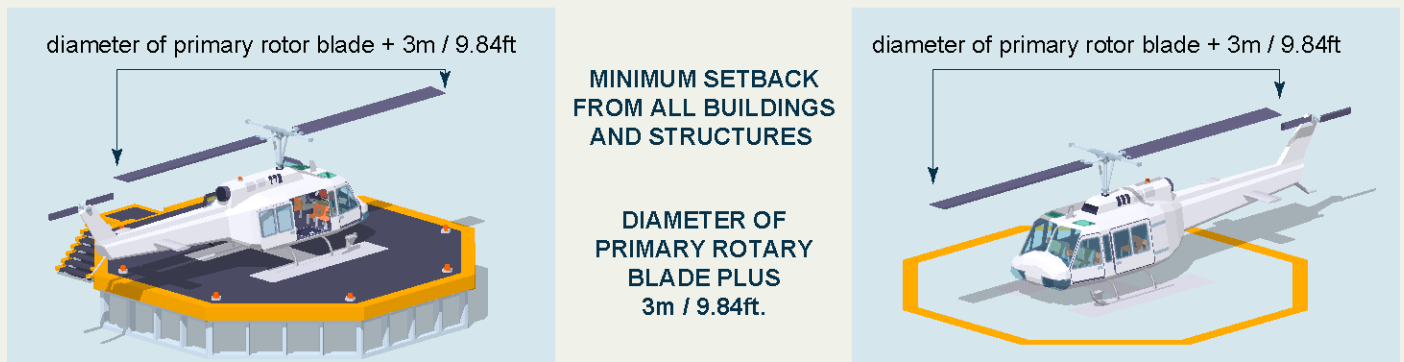 diameter of primary rotor blade + 3m / 9.84ft
MINIMUM SETBACK
FROM ALL BUILDINGS
AND STRUCTURES
DIAMETER OF
PRIMARY ROTARY
BLADE PLUS
3m / 9.84ft.
diameter of primary rotor blade + 3m / 9.84ft